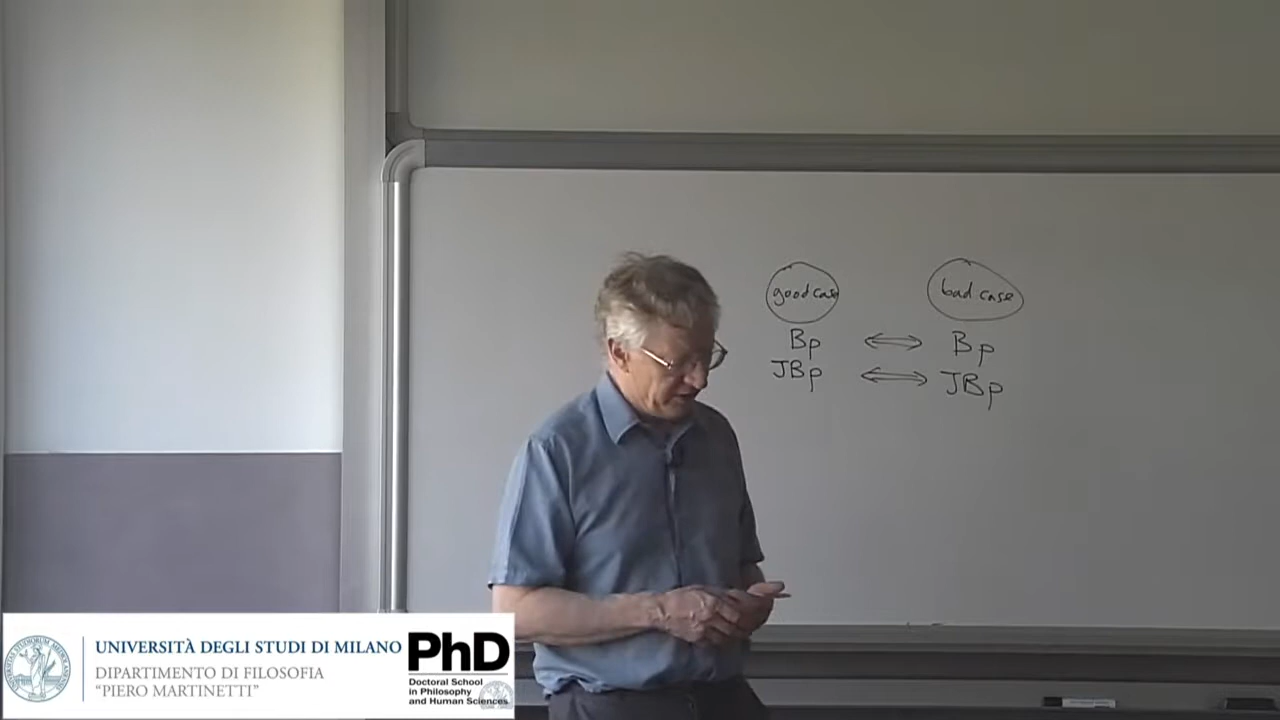 good case
bad case
Bp ⟺ Bp
JBp ⟺ JBp
UNIVERSITÀ DEGLI STUDI DI MILANO
DIPARTIMENTO DI FILOSOFIA
“PIERO MARTINETTI”
PhD
Doctoral School
in Philosophy
and Human Sciences